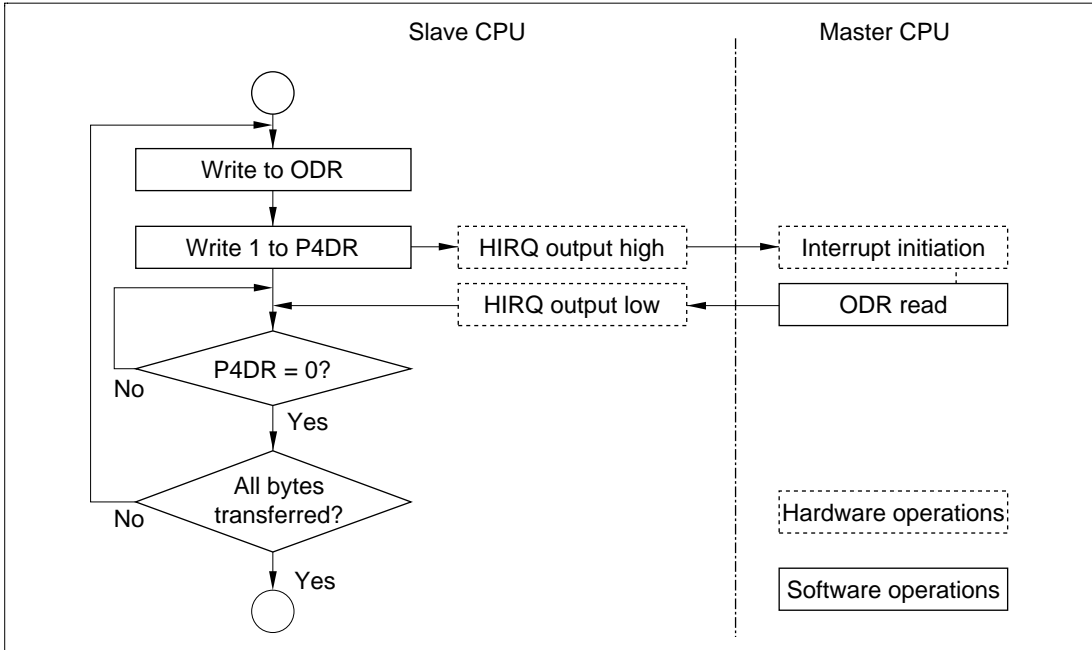 Slave CPU
Master CPU
Write to ODR
Write 1 to P4DR
HIRQ output high
Interrupt initiation
HIRQ output low
ODR read
P4DR = 0?
No
Yes
All bytes
transferred?
No
Yes
Hardware operations
Software operations